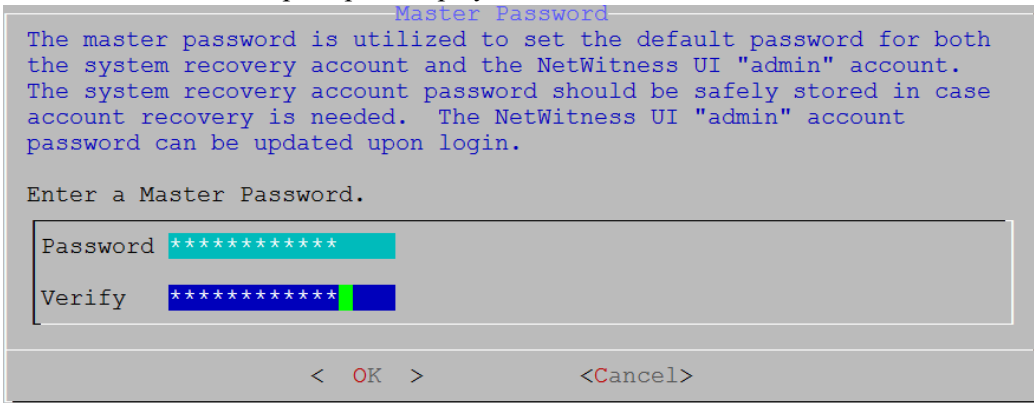 Master Password
The master password is utilized to set the default password for both
the system recovery account and the NetWitness UI "admin" account.
The system recovery account password should be safely stored in case
account recovery is needed.  The NetWitness UI "admin" account
password can be updated upon login.
Enter a Master Password.
Password ************
Verify ************
< OK > <Cancel>